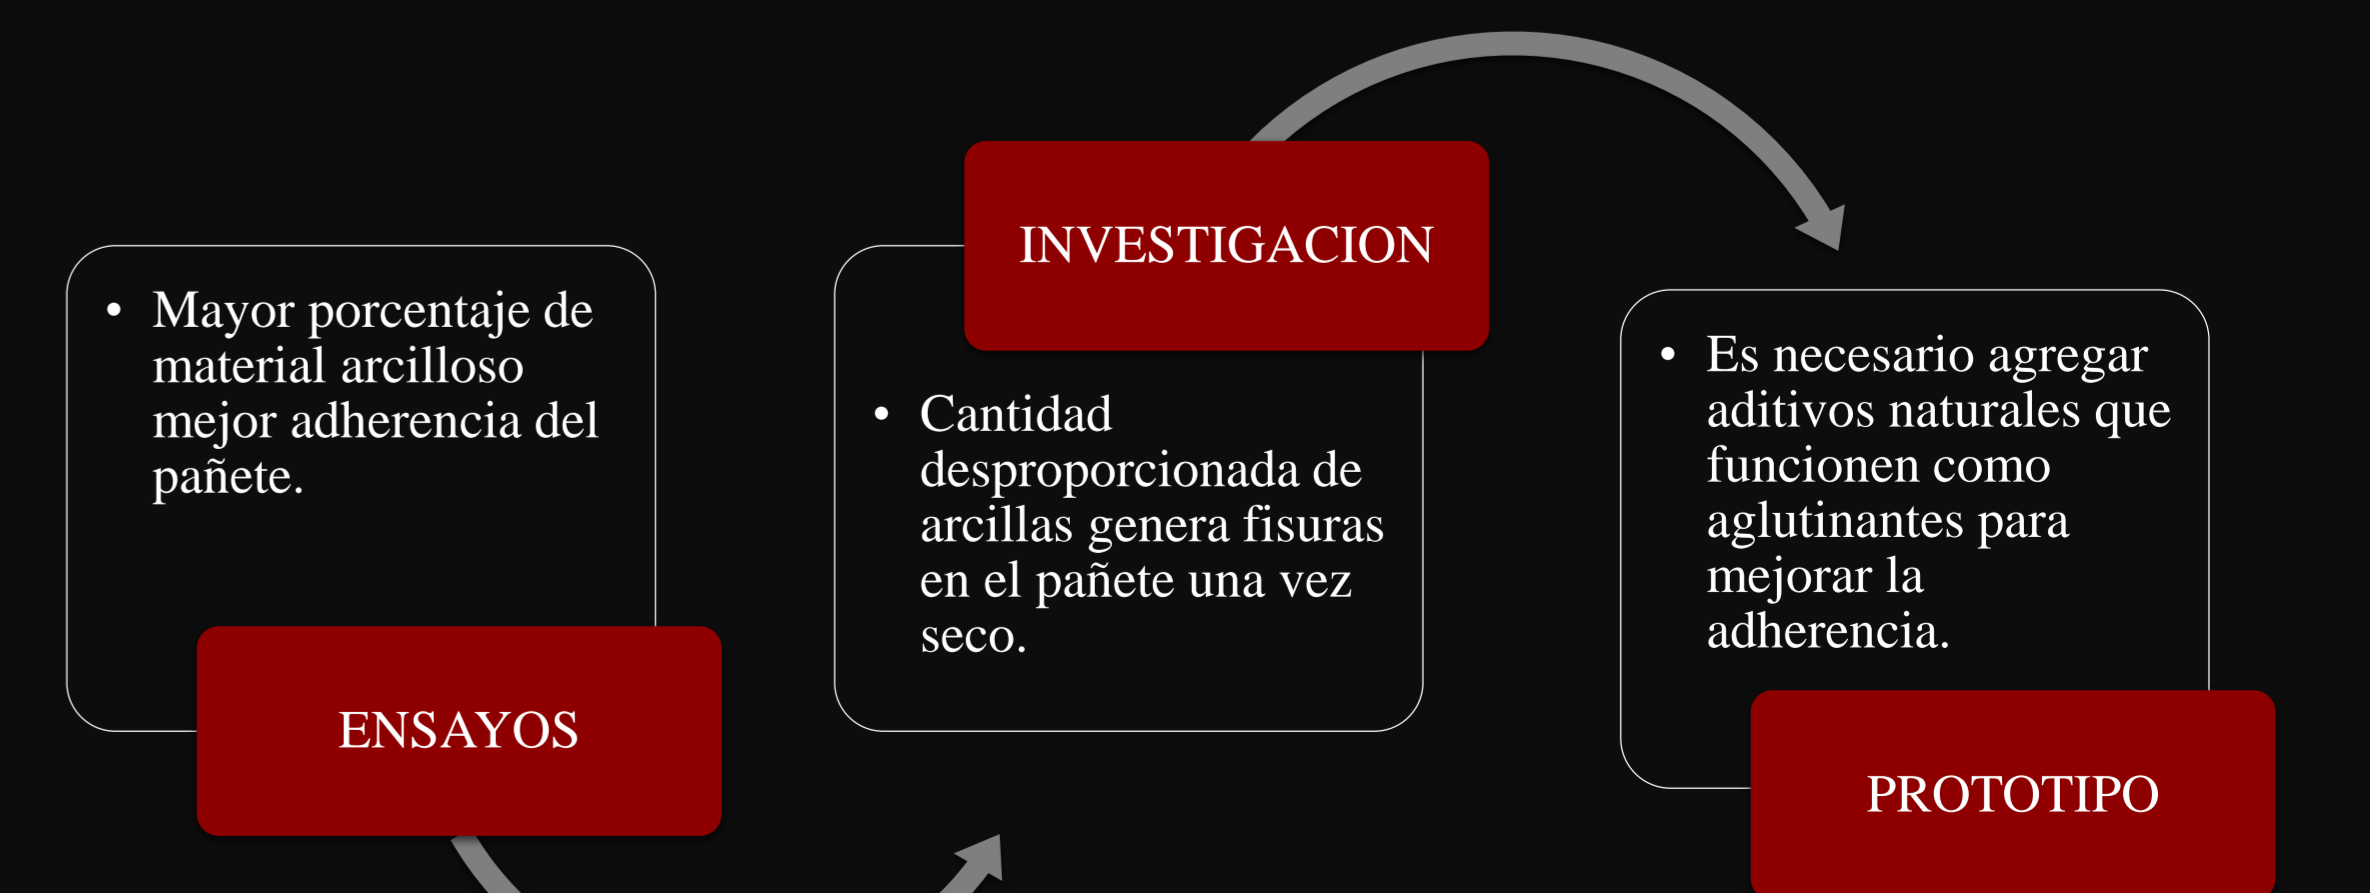 • Mayor porcentaje de
material arcilloso
mejor adherencia del
pañete.
ENSAYOS
INVESTIGACION
• Cantidad
desproporcionada de
arcillas genera fisuras
en el pañete una vez
seco.
• Es necesario agregar
aditivos naturales que
funcionen como
aglutinantes para
mejorar la
adherencia.
PROTOTIPO